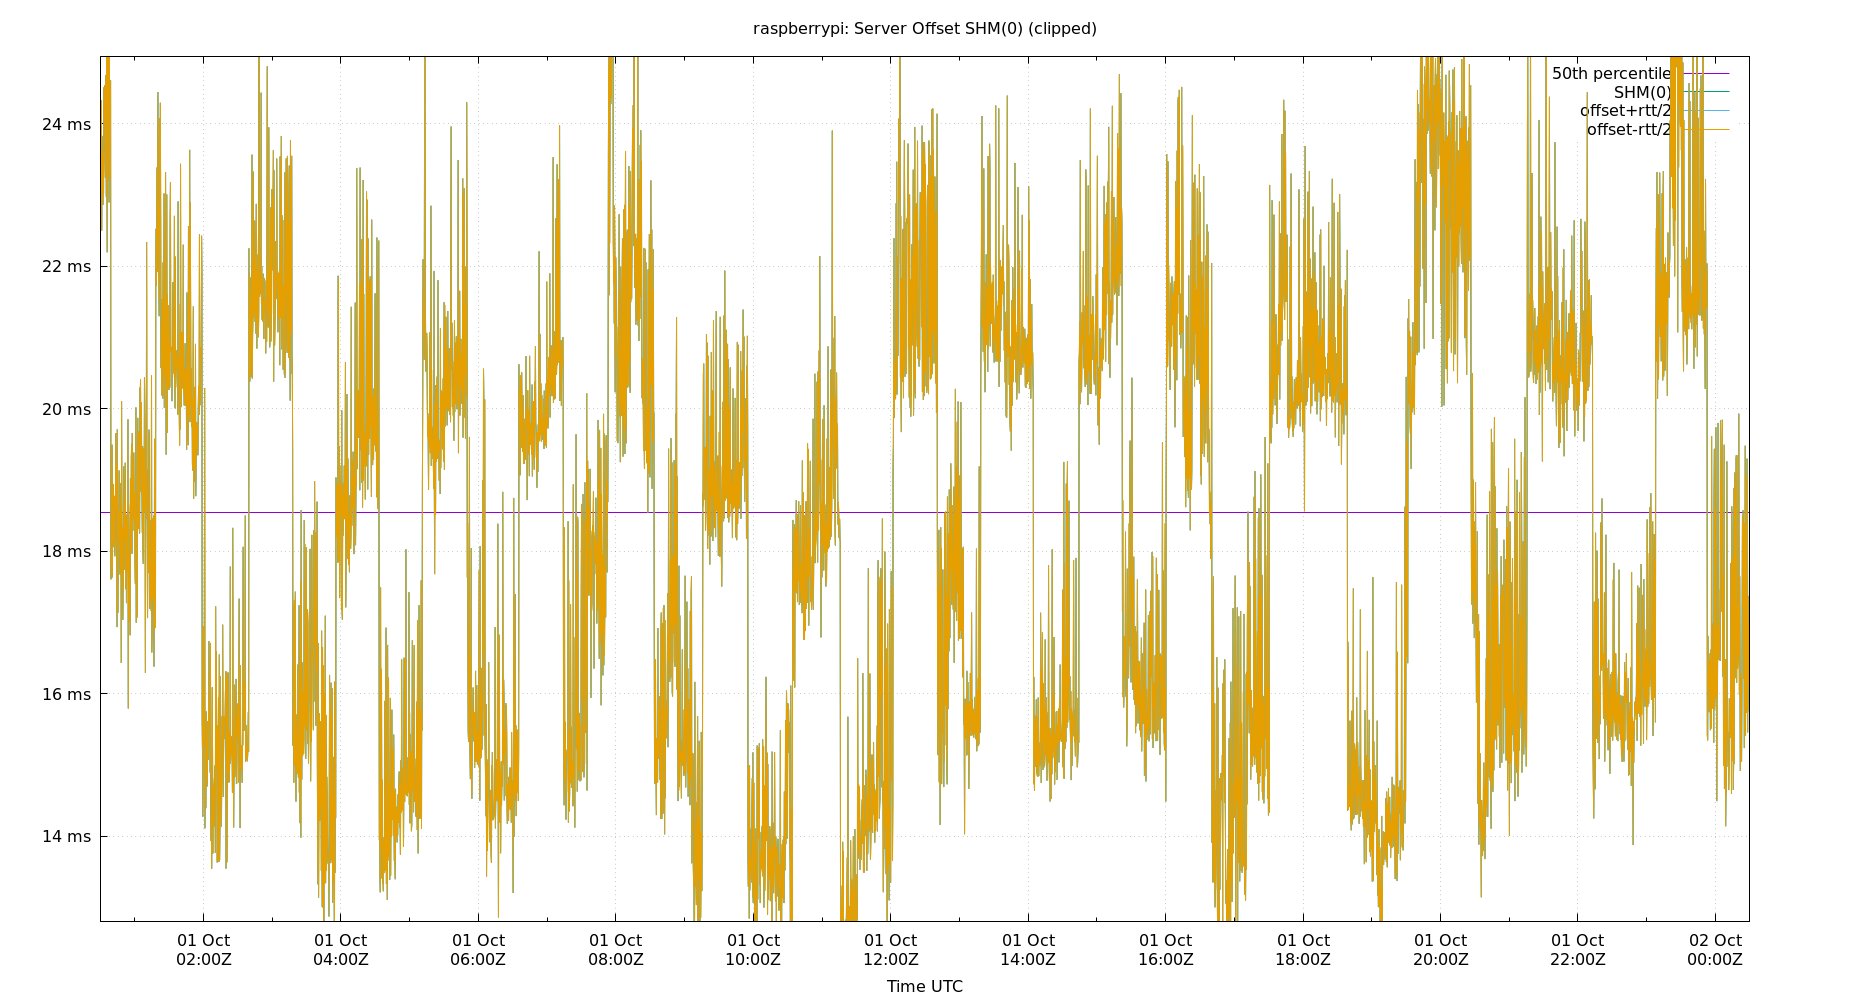 raspberrypi: Server Offset SHM(0) (clipped)
50th percentile
SHM(0)
offset+rtt/2
offset-rtt/2
24 ms
22 ms
20 ms
18 ms
16 ms
14 ms
01 Oct 01 Oct 01 Oct 01 Oct 01 Oct 01 Oct 01 Oct 01 Oct 01 Oct 01 Oct 01 Oct 02 Oct
02:00Z 04:00Z 06:00Z 08:00Z 10:00Z 12:00Z 14:00Z 16:00Z 18:00Z 20:00Z 22:00Z 00:00Z
Time UTC